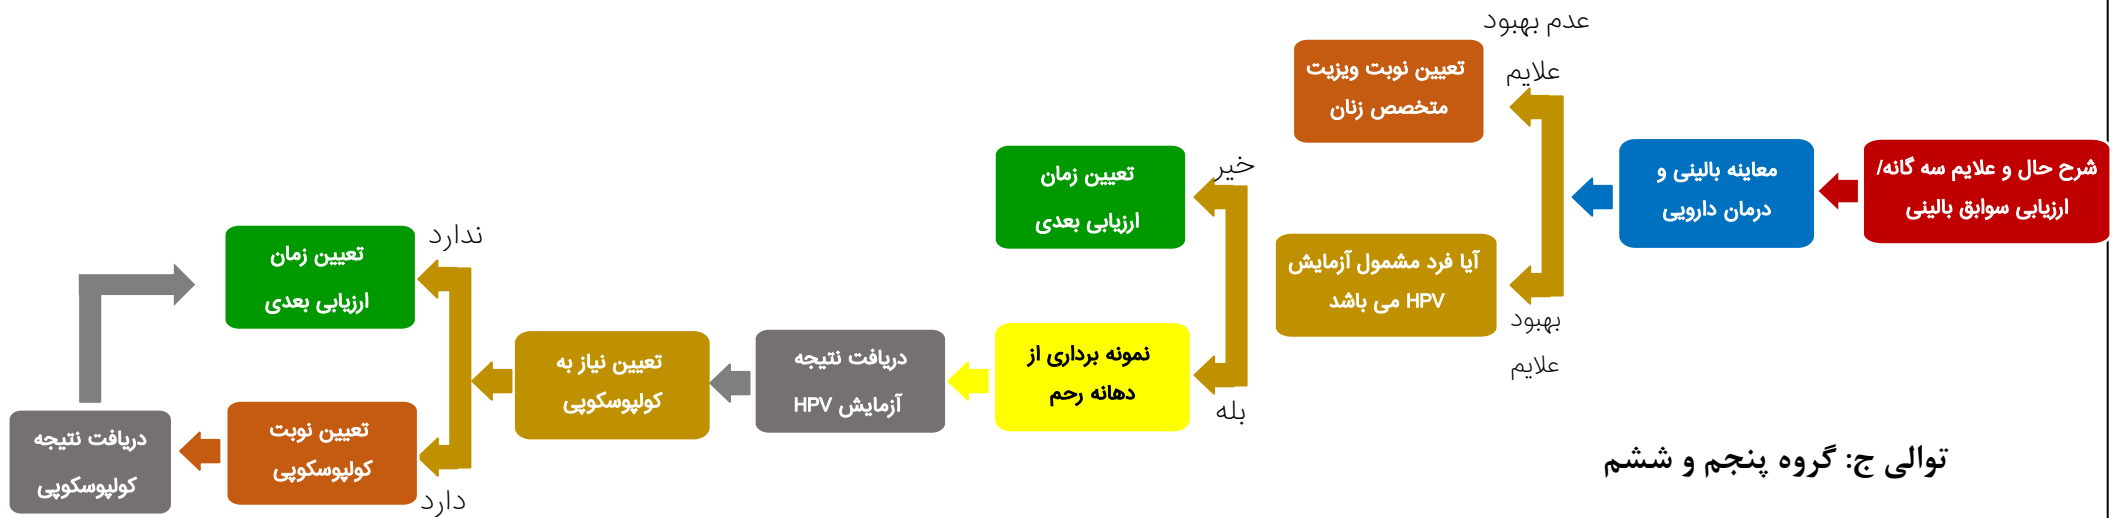 شرح حال و علایم سه گانه/
ارزیابی سوابق بالینی
معاینه بالینی و
درمان دارویی
عدم بهبود
علایم
تعیین نوبت ویزیت
متخصص زنان
بهبود
علایم
آیا فرد مشمول آزمایش
HPV می باشد
خیر
تعیین زمان
ارزیابی بعدی
بله
نمونه برداری از
دهانه رحم
دریافت نتیجه
آزمایش HPV
تعیین نیاز به
کولپوسکوپی
ندارد
تعیین زمان
ارزیابی بعدی
دارد
تعیین نوبت
کولپوسکوپی
دریافت نتیجه
کولپوسکوپی
توالی ج: گروه پنجم و ششم